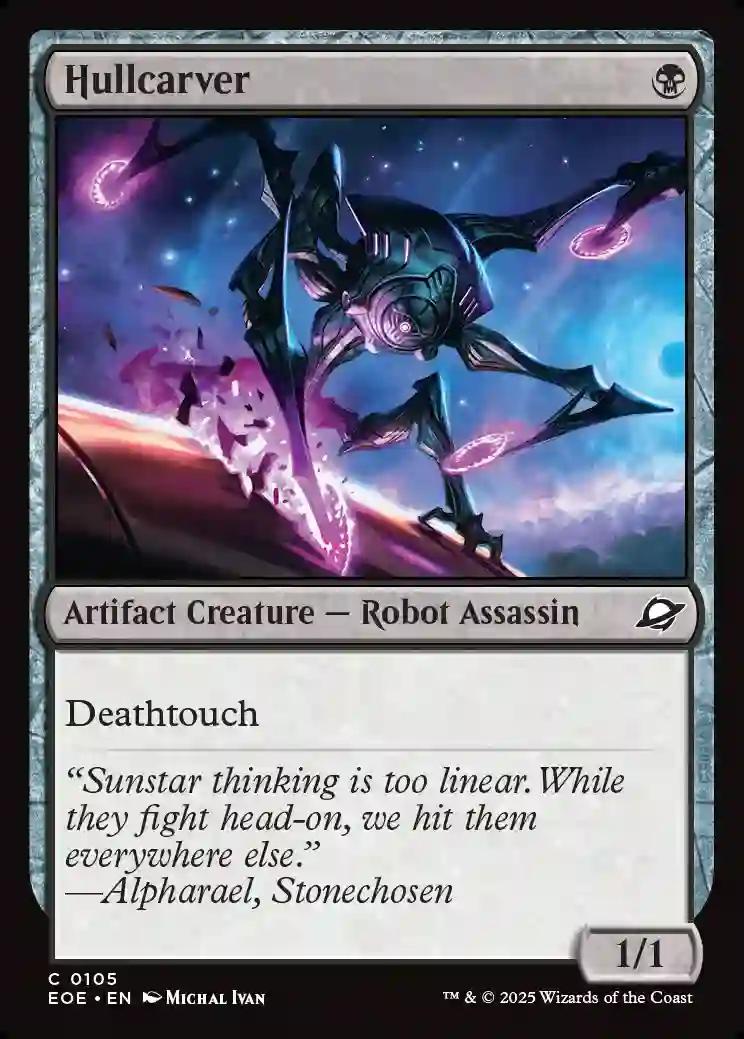 Hullcarver
Artifact Creature — Robot Assassin
Deathtouch
“Sunstar thinking is too linear. While
they fight head-on, we hit them
everywhere else.”
—Alpharael, Stonechosen
1/1
C 0105
EOE • EN Michal Ivan
™ & © 2025 Wizards of the Coast